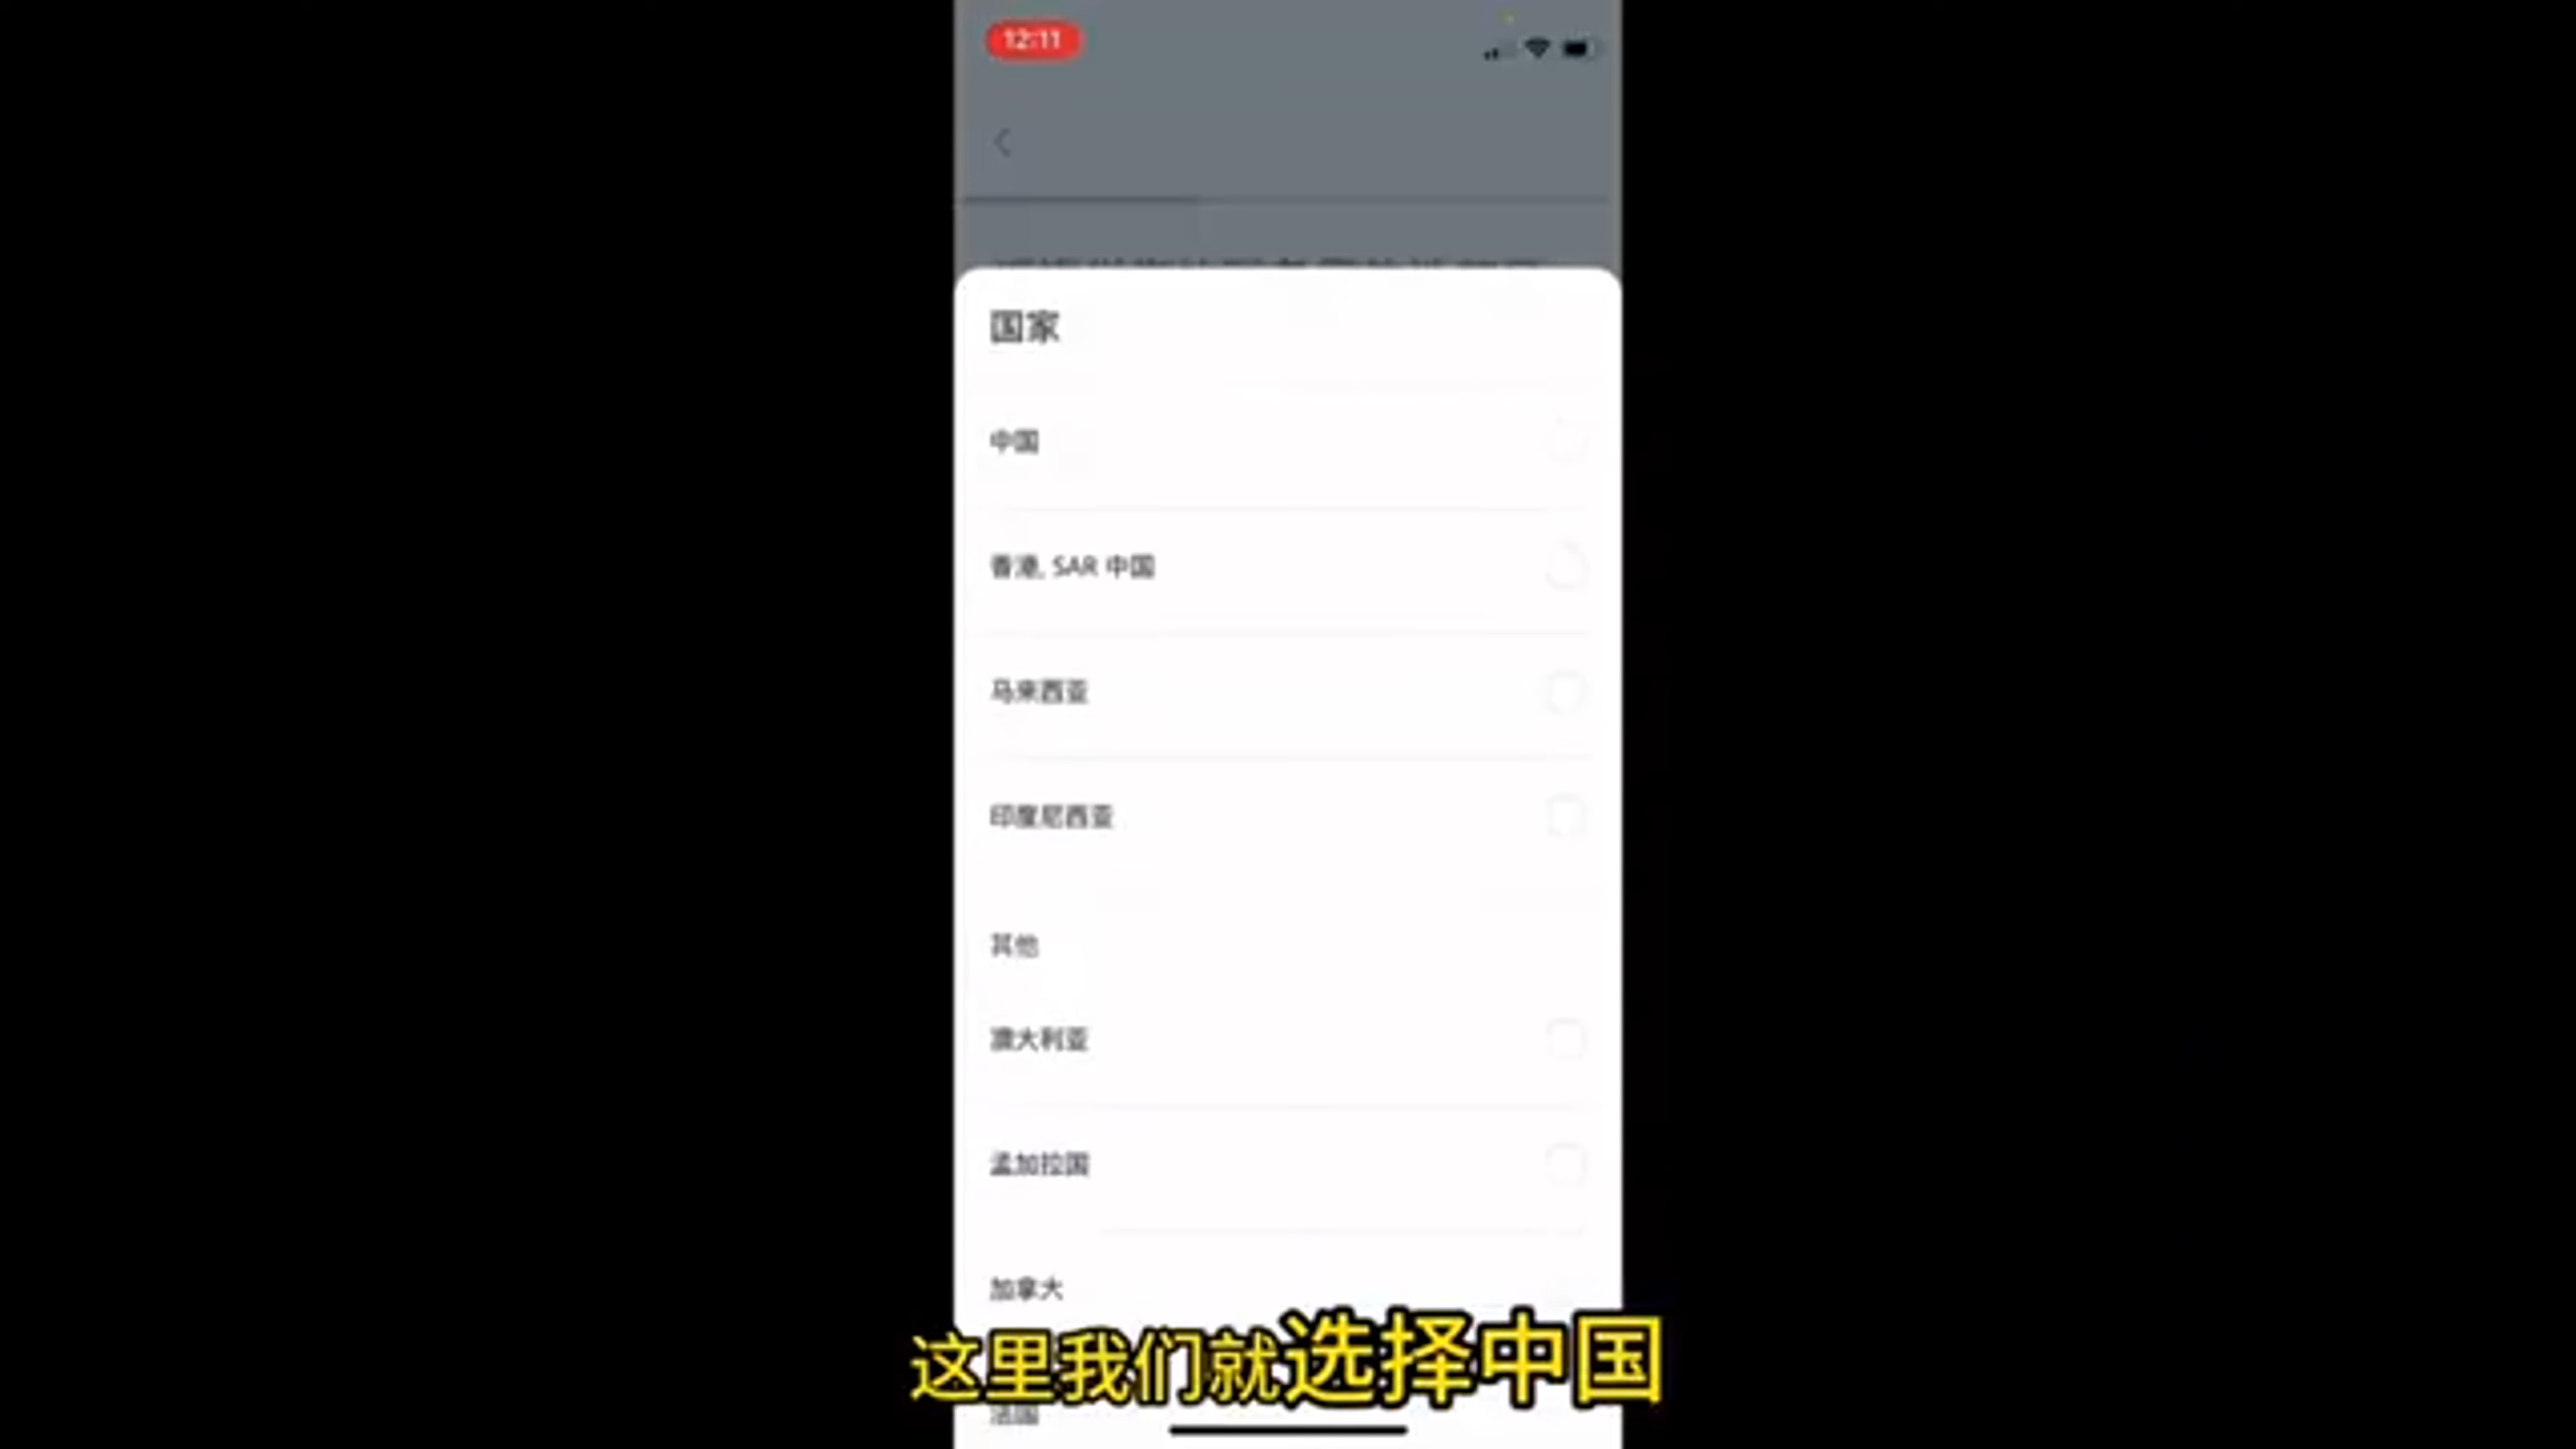 12:11
国家
中国
香港, SAR 中国
马来西亚
印度尼西亚
其他
澳大利亚
孟加拉国
加拿大
这里我们就选择中国
法国